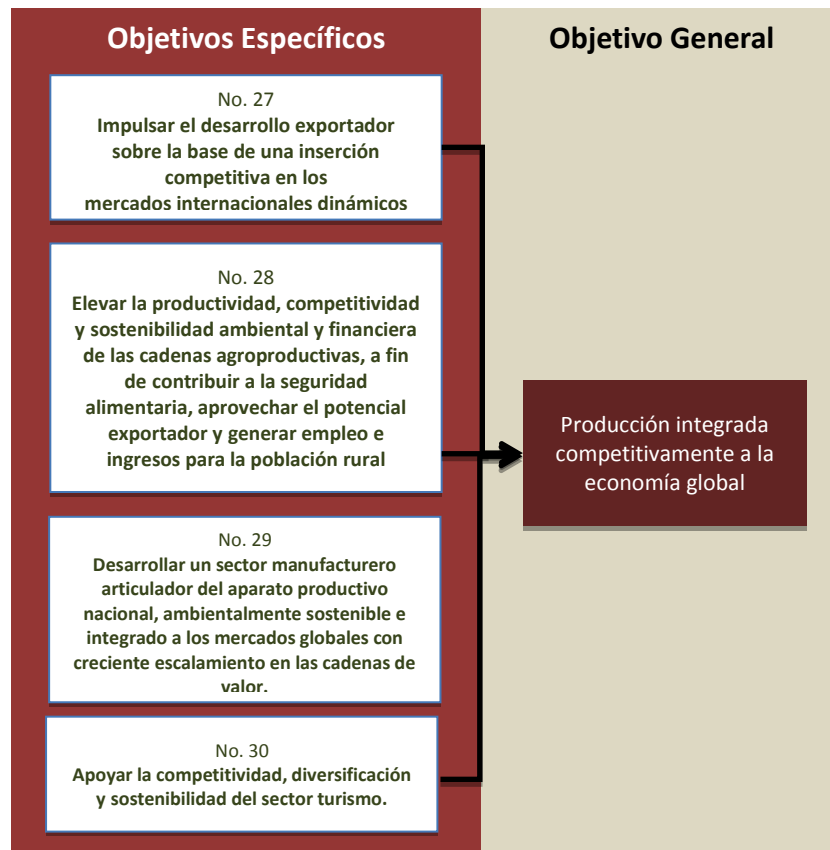 Objetivos Específicos
No. 27
Impulsar el desarrollo exportador
sobre la base de una inserción
competitiva en los
mercados internacionales dinámicos
No. 28
Elevar la productividad, competitividad
y sostenibilidad ambiental y financiera
de las cadenas agroproductivas, a fin
de contribuir a la seguridad
alimentaria, aprovechar el potencial
exportador y generar empleo e
ingresos para la población rural
No. 29
Desarrollar un sector manufacturero
articulador del aparato productivo
nacional, ambientalmente sostenible e
integrado a los mercados globales con
creciente escalamiento en las cadenas de
valor.
No. 30
Apoyar la competitividad, diversificación
y sostenibilidad del sector turismo.
Objetivo General
Producción integrada
competitivamente a la
economía global